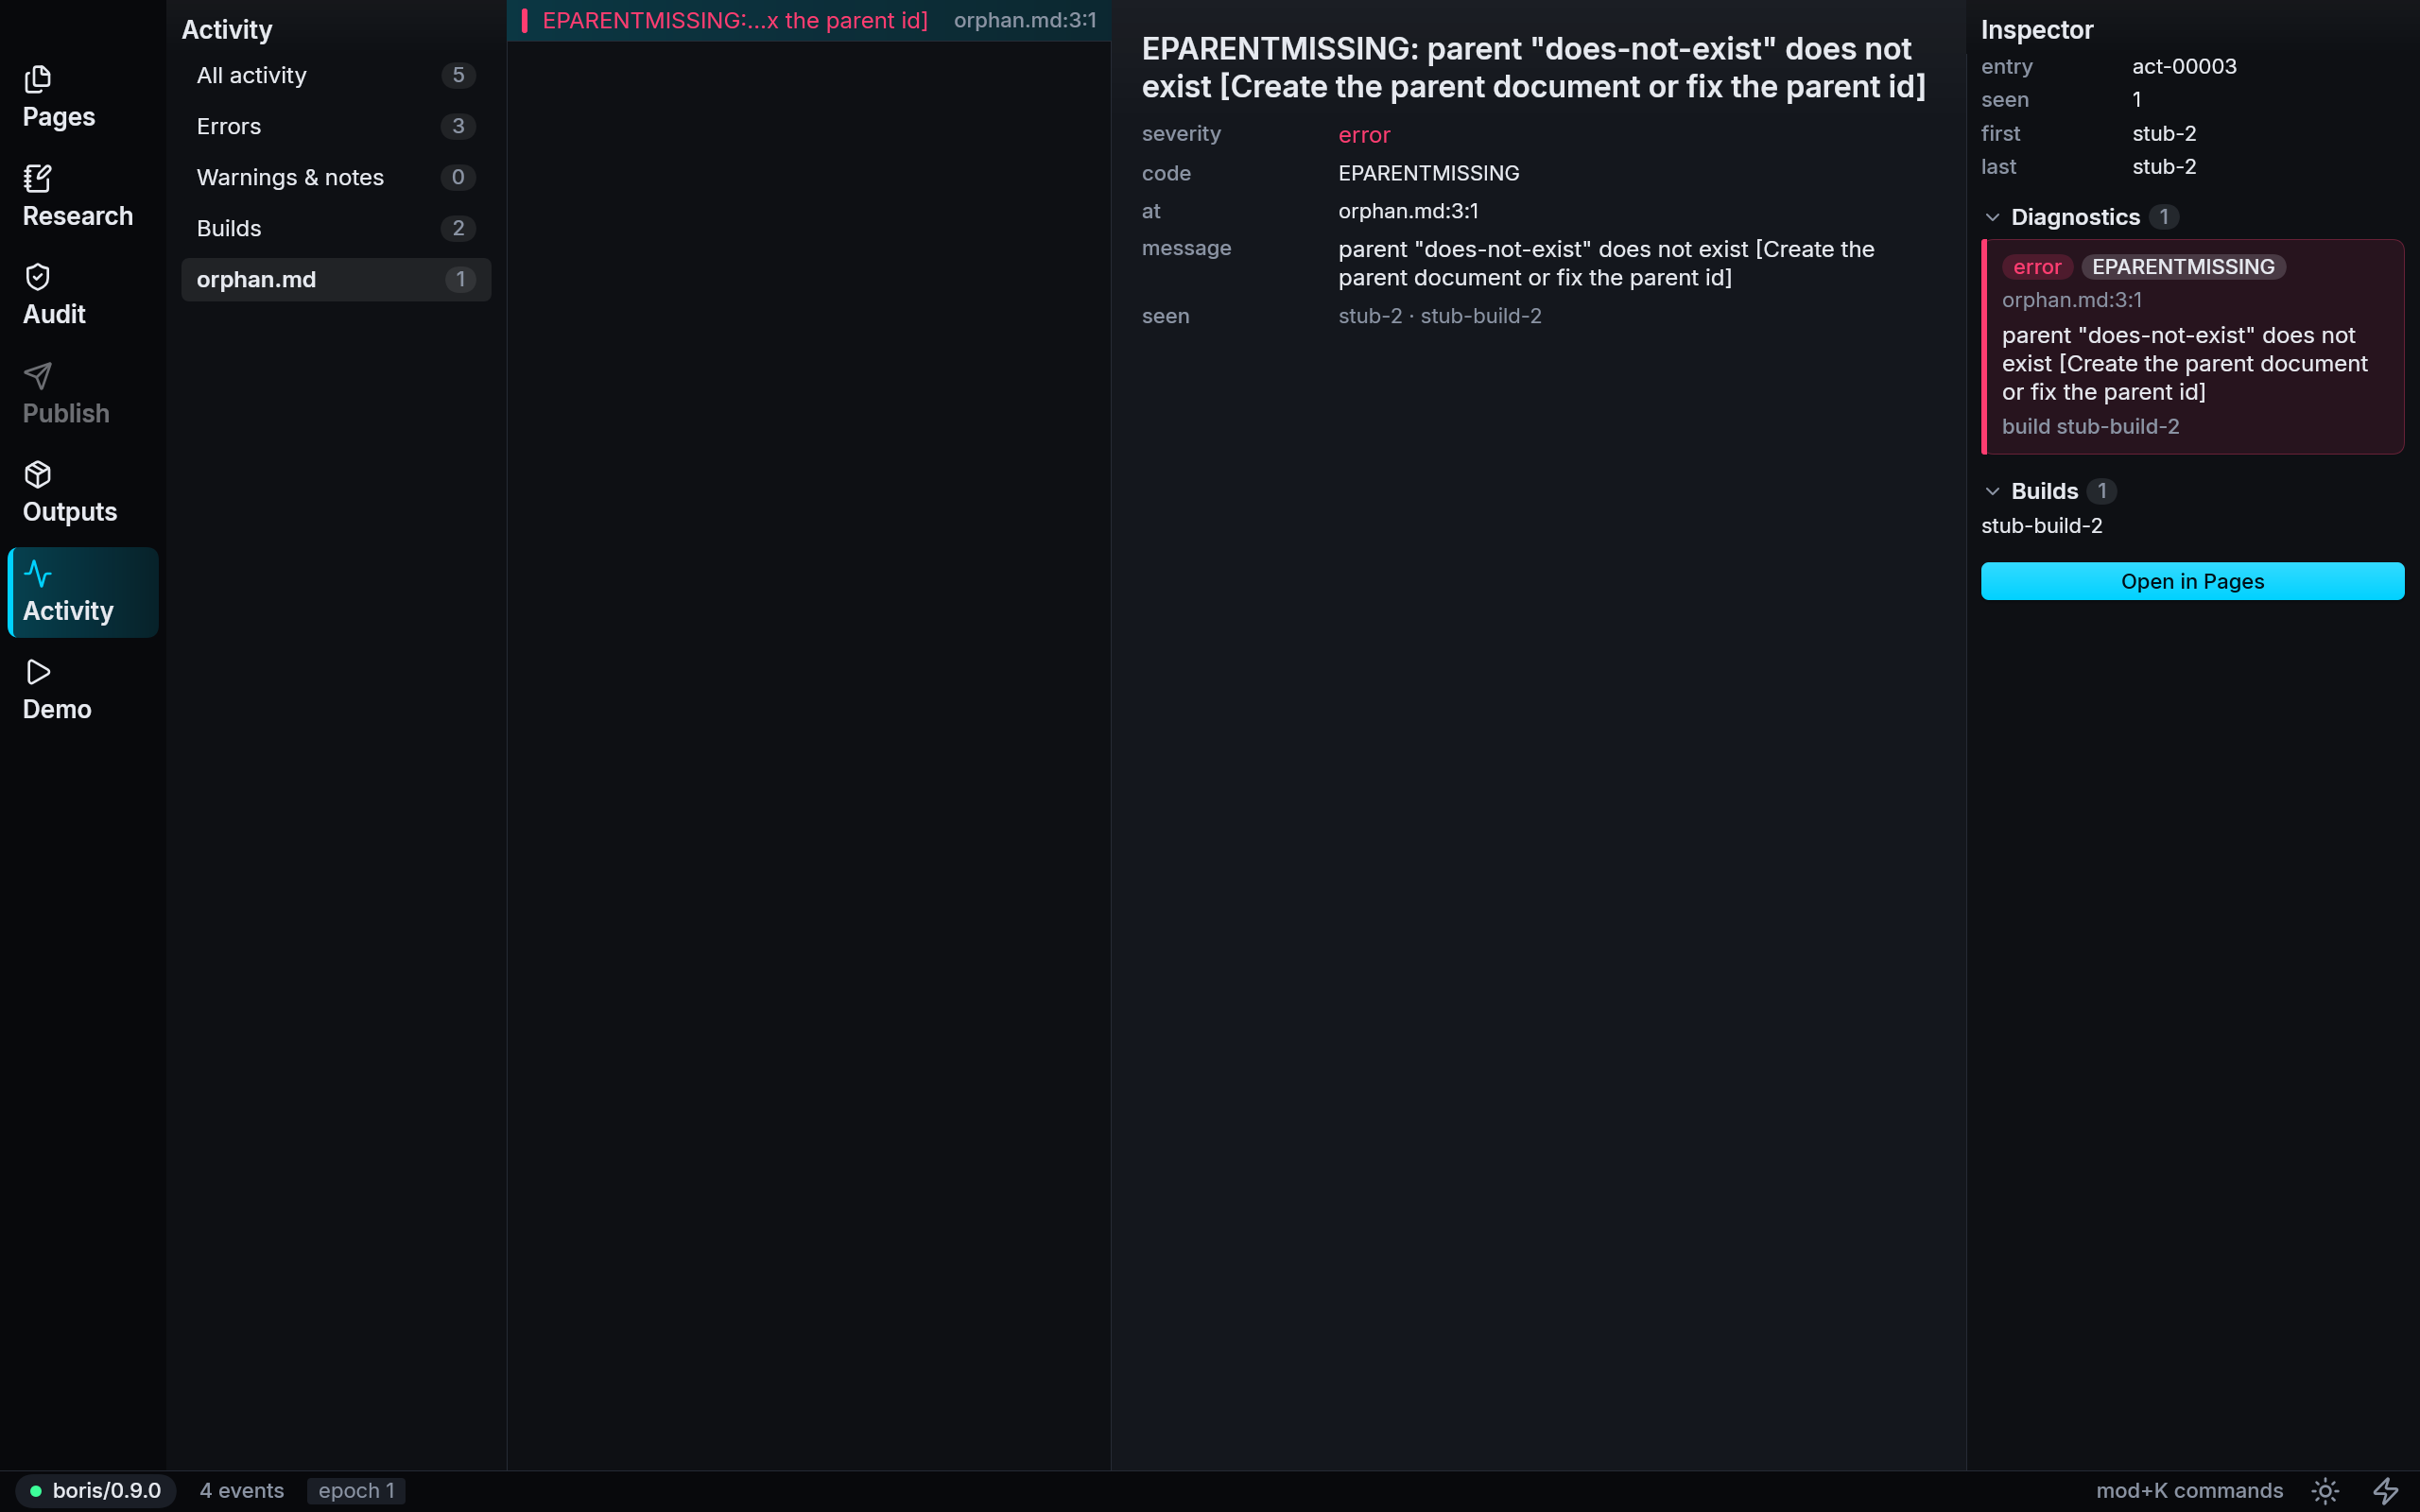 Pages
Research
Audit
Publish
Outputs
Activity
Demo
Activity
All activity 5
Errors 3
Warnings & notes 0
Builds 2
orphan.md 1
EPARENTMISSING:...x the parent id] orphan.md:3:1
EPARENTMISSING: parent "does-not-exist" does not
exist [Create the parent document or fix the parent id]
severity error
code EPARENTMISSING
at orphan.md:3:1
message parent "does-not-exist" does not exist [Create the
parent document or fix the parent id]
seen stub-2 · stub-build-2
Inspector
entry act-00003
seen 1
first stub-2
last stub-2
Diagnostics 1
error EPARENTMISSING
orphan.md:3:1
parent "does-not-exist" does not
exist [Create the parent document
or fix the parent id]
build stub-build-2
Builds 1
stub-build-2
Open in Pages
boris/0.9.0 4 events epoch 1 mod+K commands